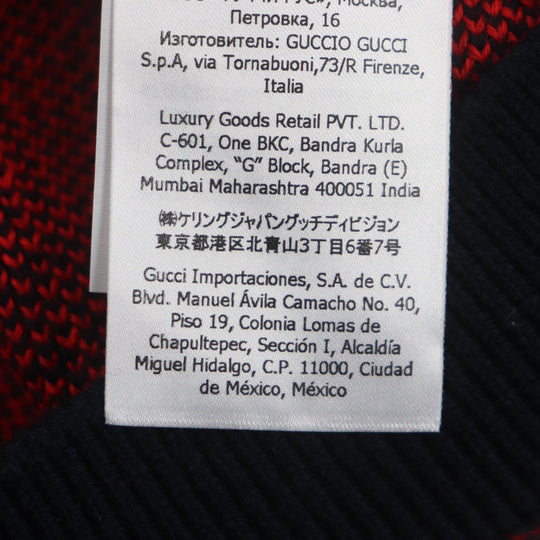 Москва,
Петровка, 16
Изготовитель: GUCCIO GUCCI
S.p.A, via Tornabuoni,73/R Firenze,
Italia
Luxury Goods Retail PVT. LTD.
C-601, One BKC, Bandra Kurla
Complex, “G” Block, Bandra (E)
Mumbai Maharashtra 400051 India
㈱ケリングジャパングッチディビジョン
東京都港区北青山3丁目6番7号
Gucci Importaciones, S.A. de C.V.
Blvd. Manuel Ávila Camacho No. 40,
Piso 19, Colonia Lomas de
Chapultepec, Sección I, Alcaldía
Miguel Hidalgo, C.P. 11000, Ciudad
de México, México